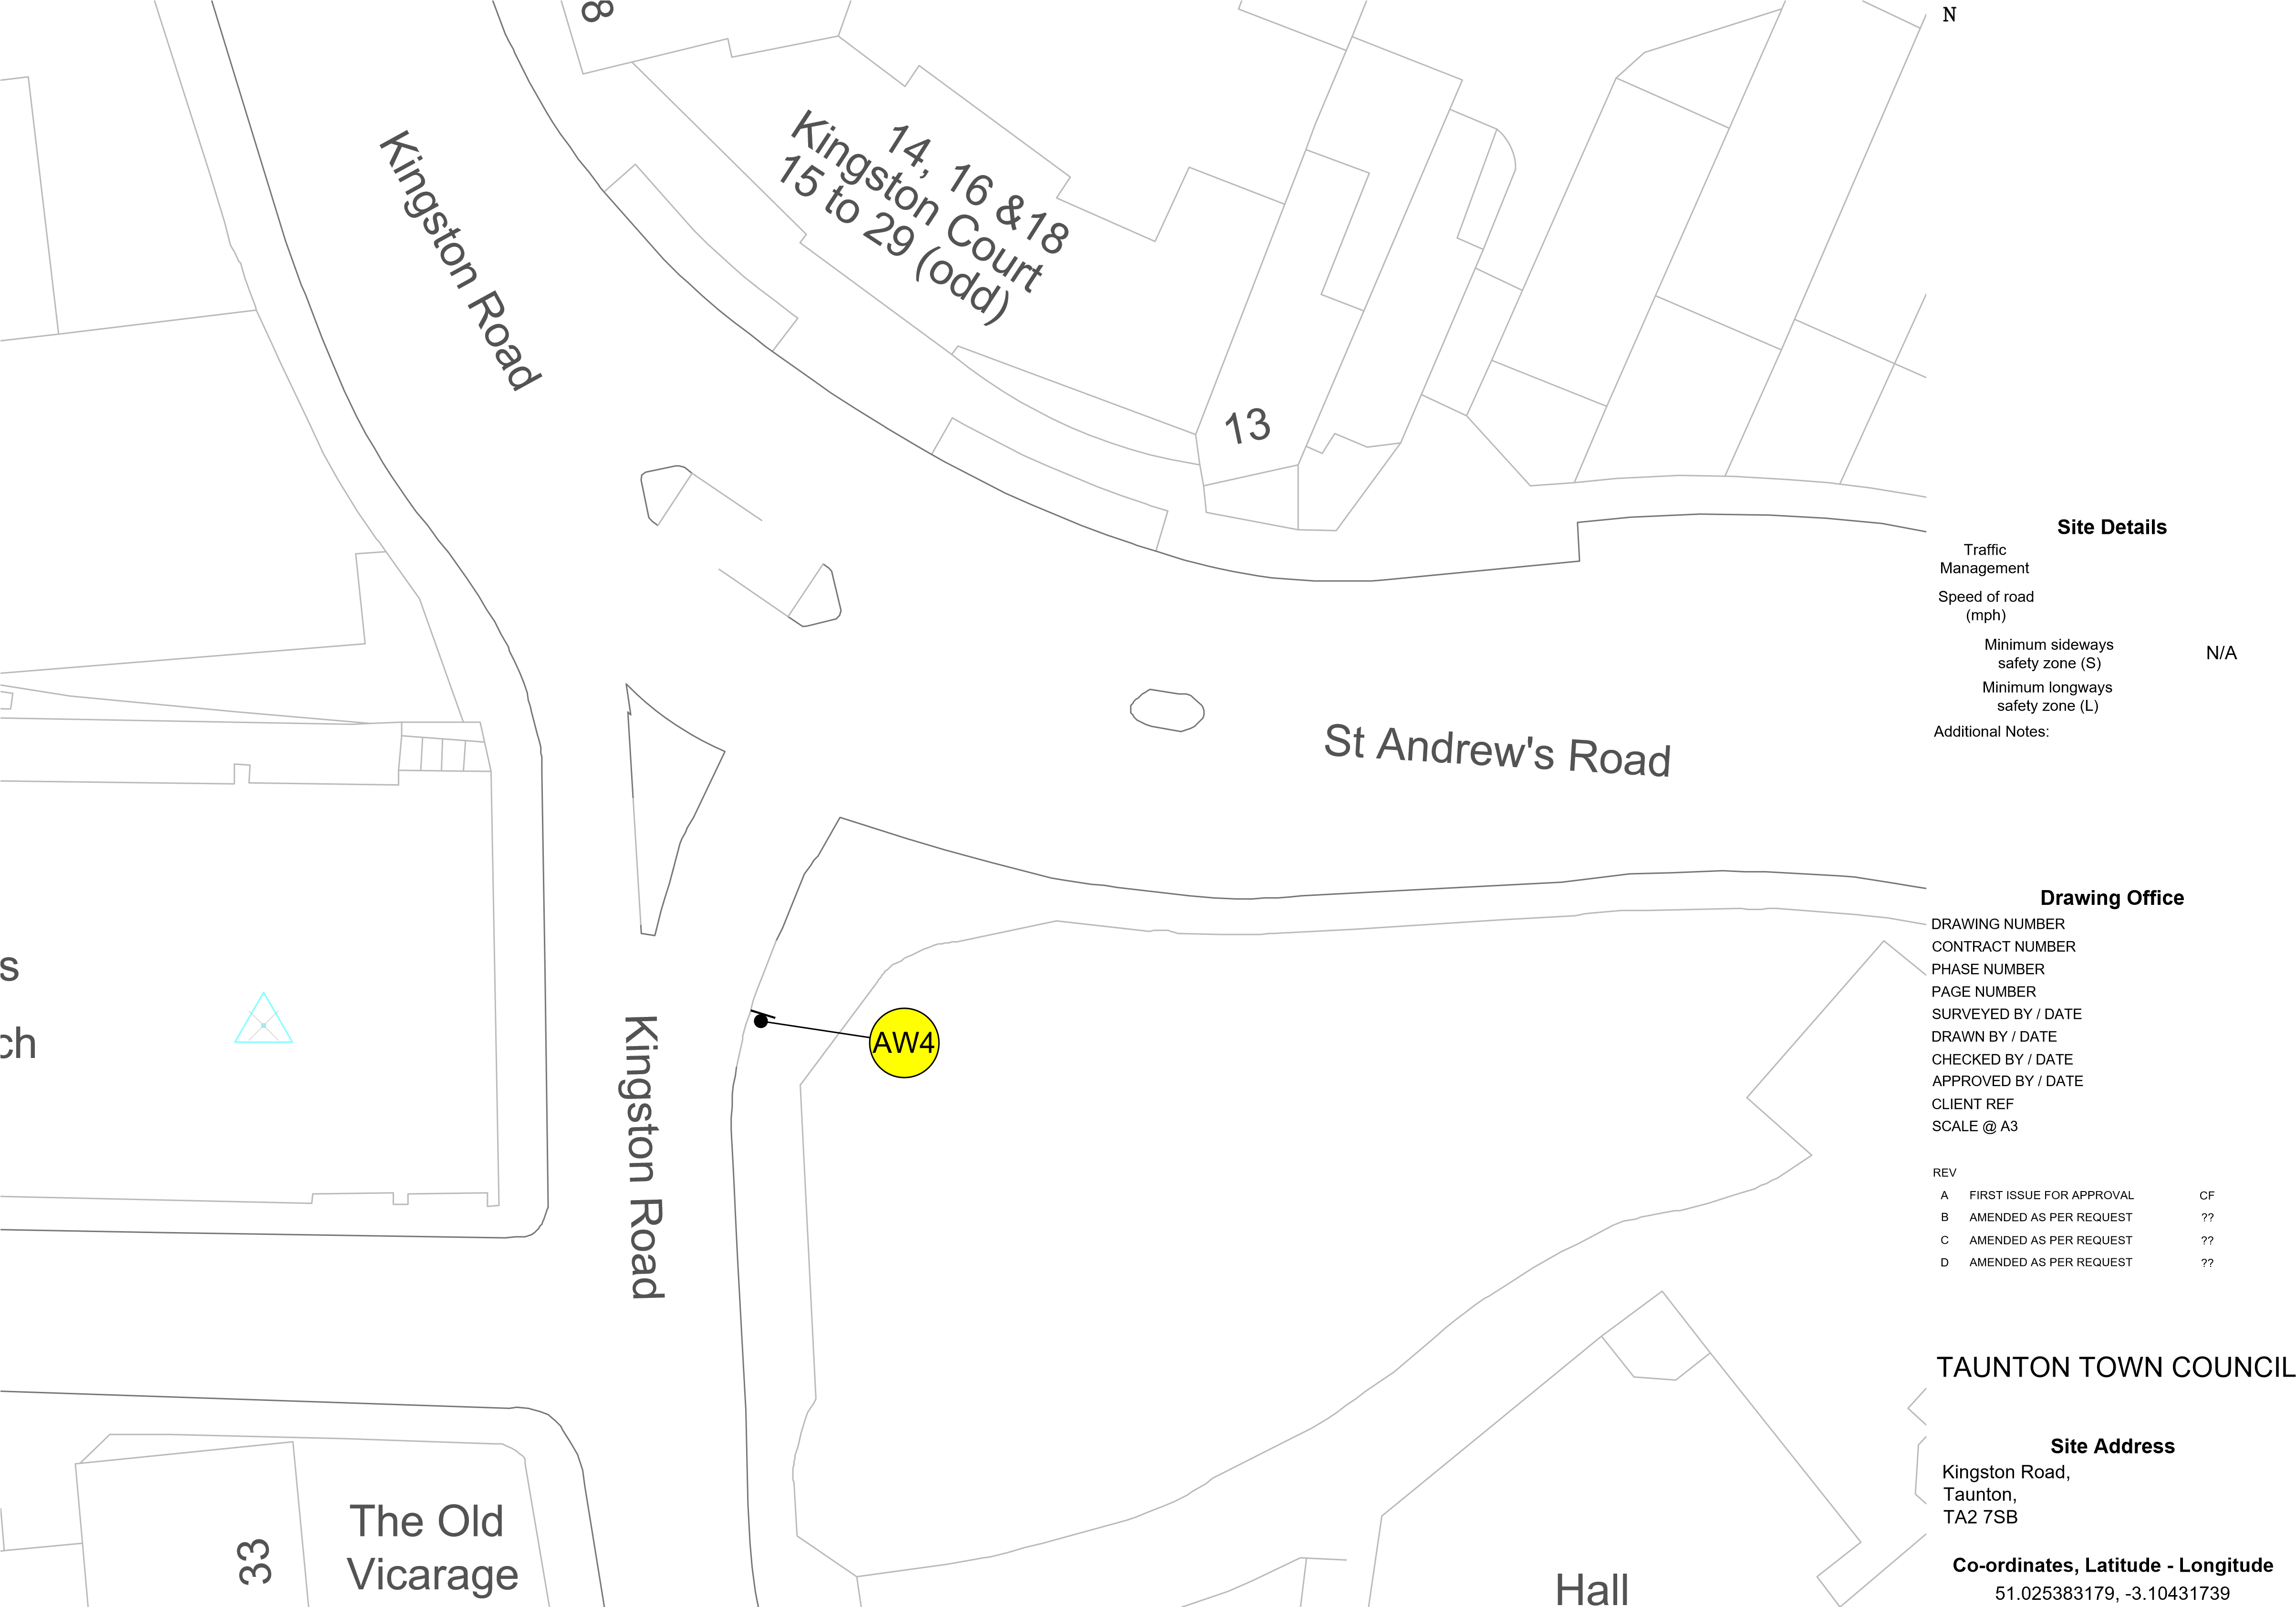 8
N
Kingston Road
14, 16 &18
Kingston Court
15 to 29 (odd)
13
St Andrew's Road
s
ch
AW4
Kingston Road
33
The Old
Vicarage
Hall
Site Details
Traffic
Management
Speed of road
(mph)
Minimum sideways
safety zone (S)
N/A
Minimum longways
safety zone (L)
Additional Notes:
Drawing Office
DRAWING NUMBER
CONTRACT NUMBER
PHASE NUMBER
PAGE NUMBER
SURVEYED BY / DATE
DRAWN BY / DATE
CHECKED BY / DATE
APPROVED BY / DATE
CLIENT REF
SCALE @ A3
REV
A FIRST ISSUE FOR APPROVAL CF
B AMENDED AS PER REQUEST ??
C AMENDED AS PER REQUEST ??
D AMENDED AS PER REQUEST ??
TAUNTON TOWN COUNCIL
Site Address
Kingston Road,
Taunton,
TA2 7SB
Co-ordinates, Latitude - Longitude
51.025383179, -3.10431739